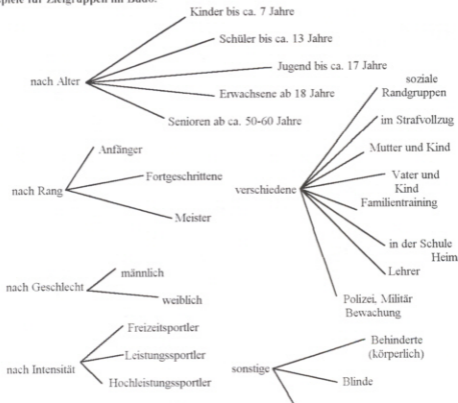 spiele für Zielgruppen im Budo:
nach Alter
Kinder bis ca. 7 Jahre
Schüler bis ca. 13 Jahre
Jugend bis ca. 17 Jahre
Erwachsene ab 18 Jahre
Senioren ab ca. 50-60 Jahre
nach Rang
Anfänger
Fortgeschrittene
Meister
nach Geschlecht
männlich
weiblich
nach Intensität
Freizeitsportler
Leistungssportler
Hochleistungssportler
verschiedene
soziale
Randgruppen
im Strafvollzug
Mutter und Kind
Vater und
Kind
Familientraining
in der Schule
Heim
Lehrer
Polizei, Militär
Bewachung
sonstige
Behinderte
(körperlich)
Blinde